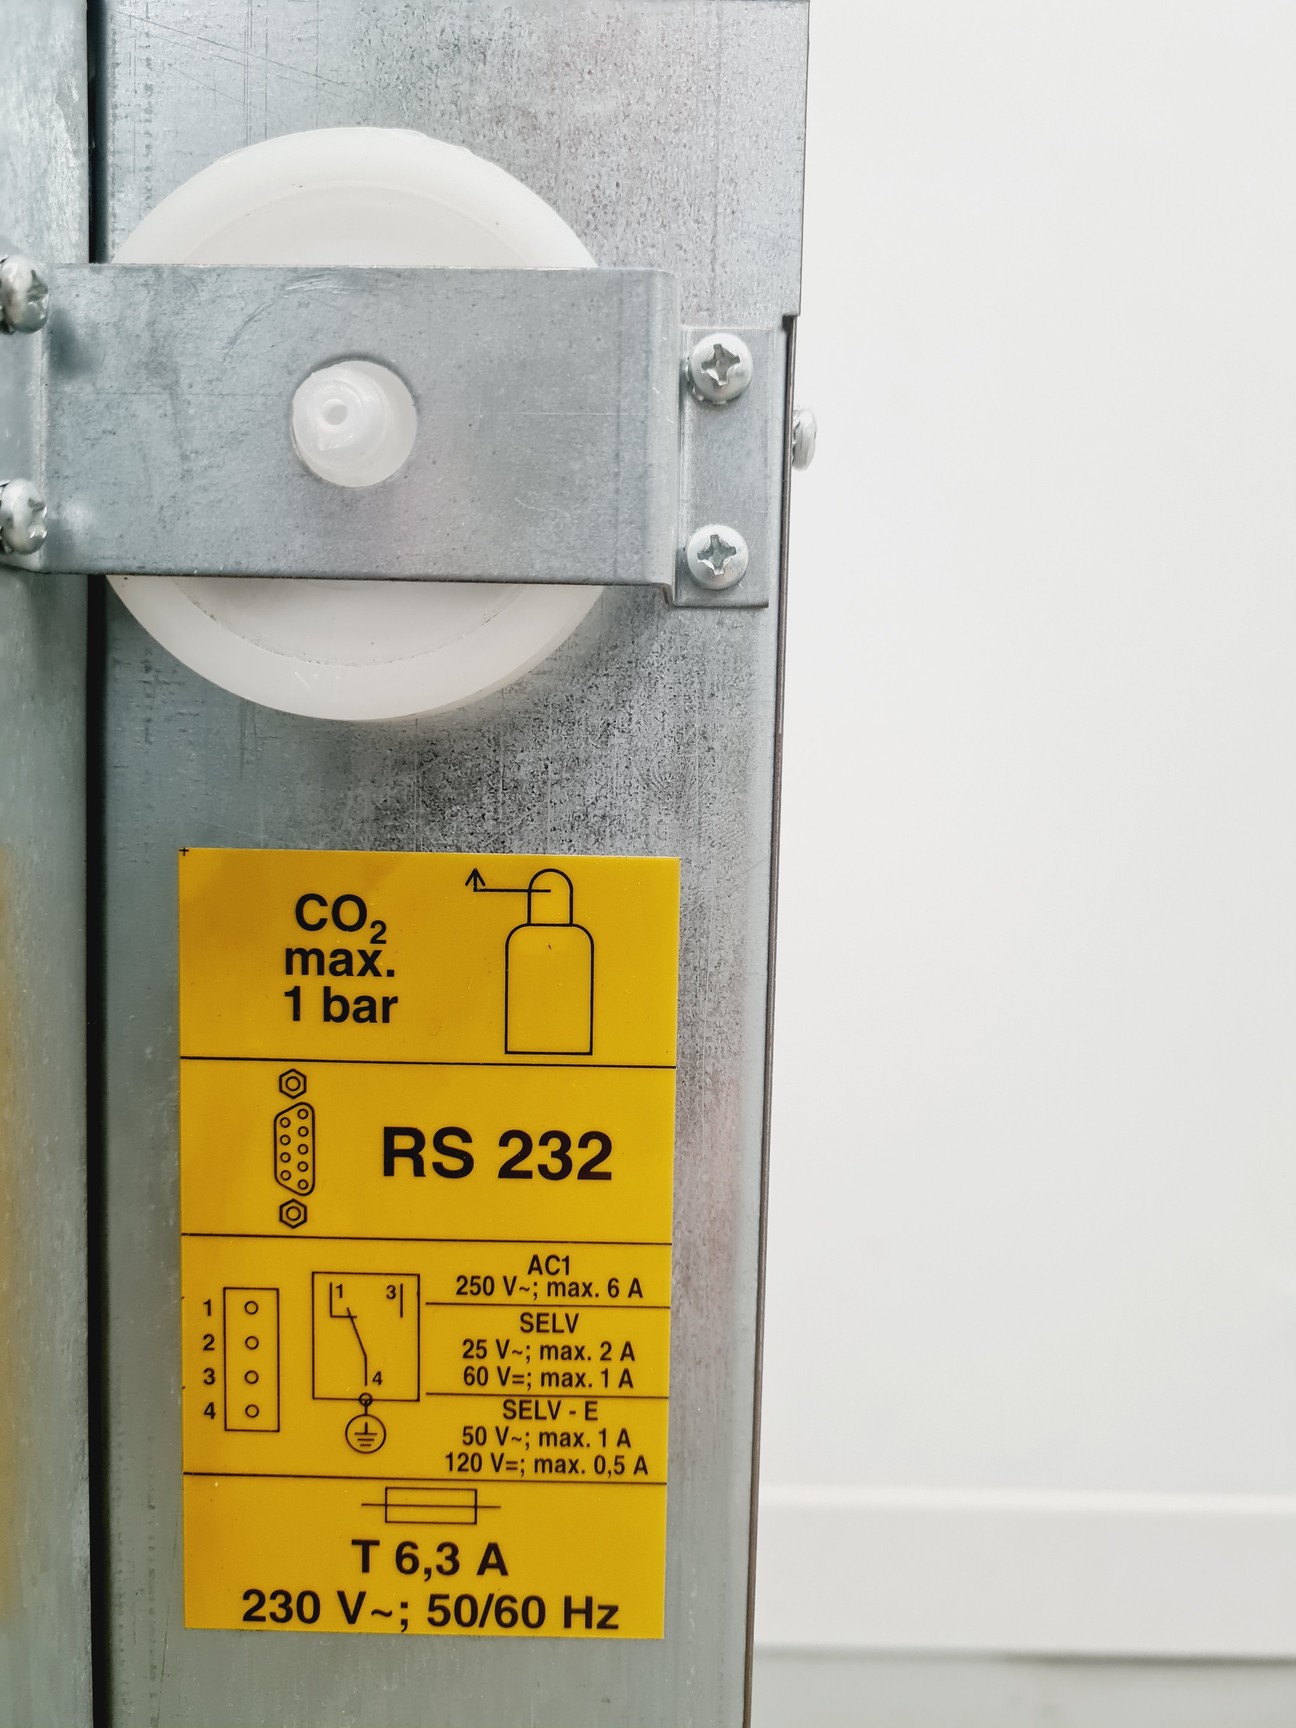 CO₂
max.
1 bar
RS 232
1
2
3
4
1 3
4
AC1
250 V~; max. 6 A
SELV
25 V~; max. 2 A
60 V=; max. 1 A
SELV - E
50 V~; max. 1 A
120 V=; max. 0,5 A
T 6,3 A
230 V~; 50/60 Hz